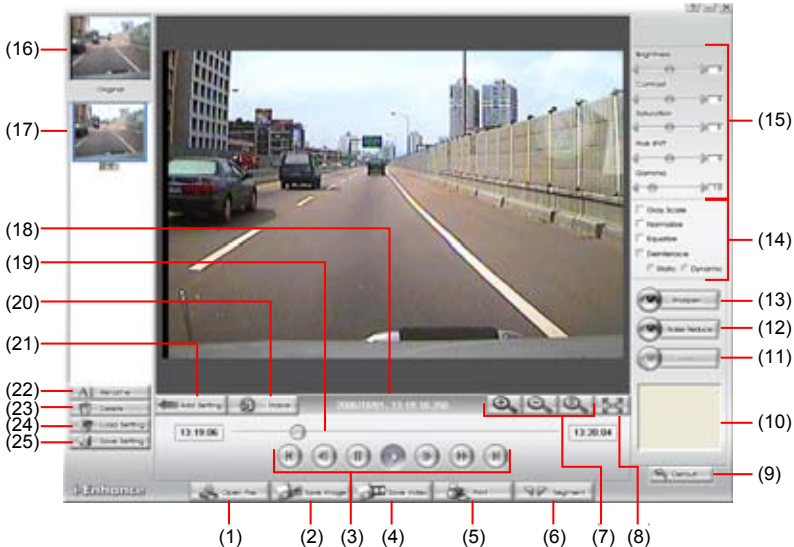 (16)
Original
(17)
(18)
(19)
(20)
(21)
(22)
(23)
(24)
(25)
Brightness
Contrast
Saturation
Hue shift
Gamma
(15)
Gray Scale
Normalize
Equalize
Deinterlace
Static Dynamic
(14)
Sharpen
(13)
Noise Reduce
(12)
(11)
(10)
Default
(9)
Rename
Delete
Load Setting
Save Setting
Add Setting
13:19:06
13:20:04
i-Enhance
Open File
Save Image
Save Video
Print
Segment
(1)
(2)
(3)
(4)
(5)
(6)
(7)
(8)